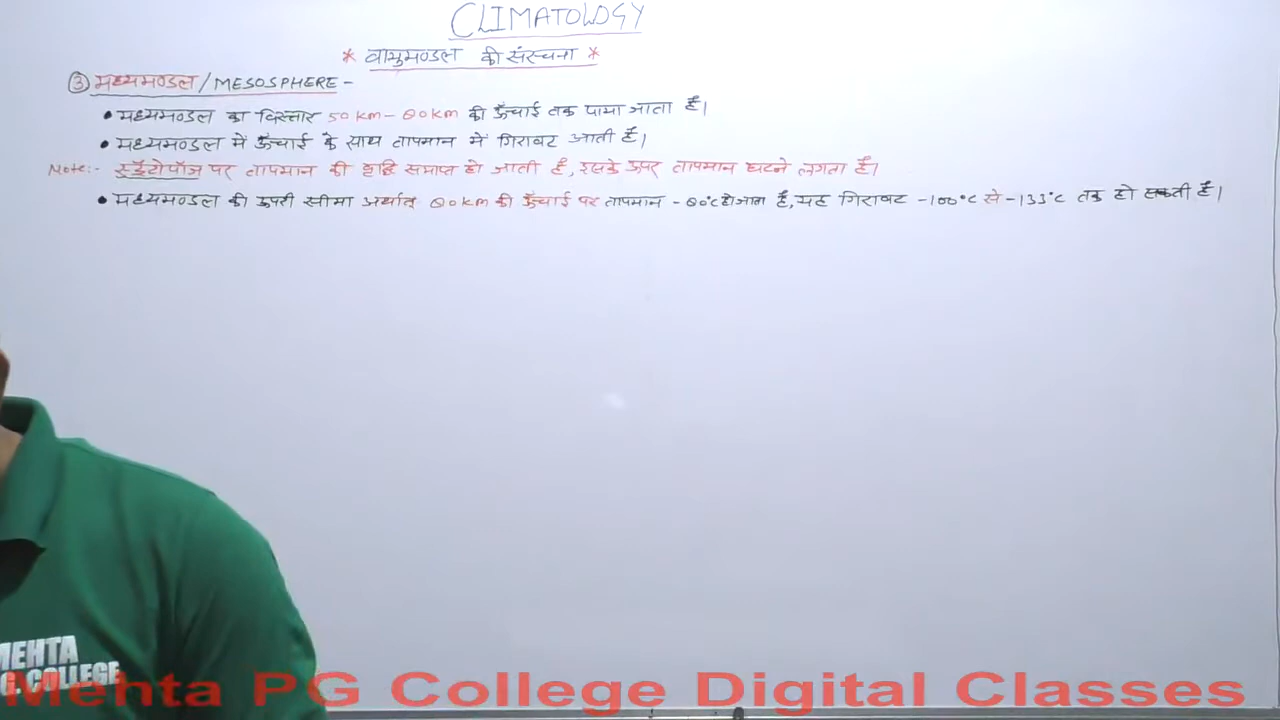 CLIMATOLOGY
* वायुमण्डल की संरचना *
③ मध्यमण्डल/MESOSPHERE -
• मध्यमण्डल का विस्तार 50 KM - 80 KM की ऊँचाई तक पाया जाता है।
• मध्यमण्डल में ऊँचाई के साथ तापमान में गिरावट आती है।
Note:- स्ट्रेटोपॉज पर तापमान की वृद्धि समाप्त हो जाती है, इसके ऊपर तापमान घटने लगता है।
• मध्यमण्डल की ऊपरी सीमा अर्थात् 80 KM की ऊँचाई पर तापमान -80°C हो जाता है, यह गिरावट -100°C से -133°C तक हो सकती है।
MEHTA
P.G. COLLEGE
Mehta PG College Digital Classes